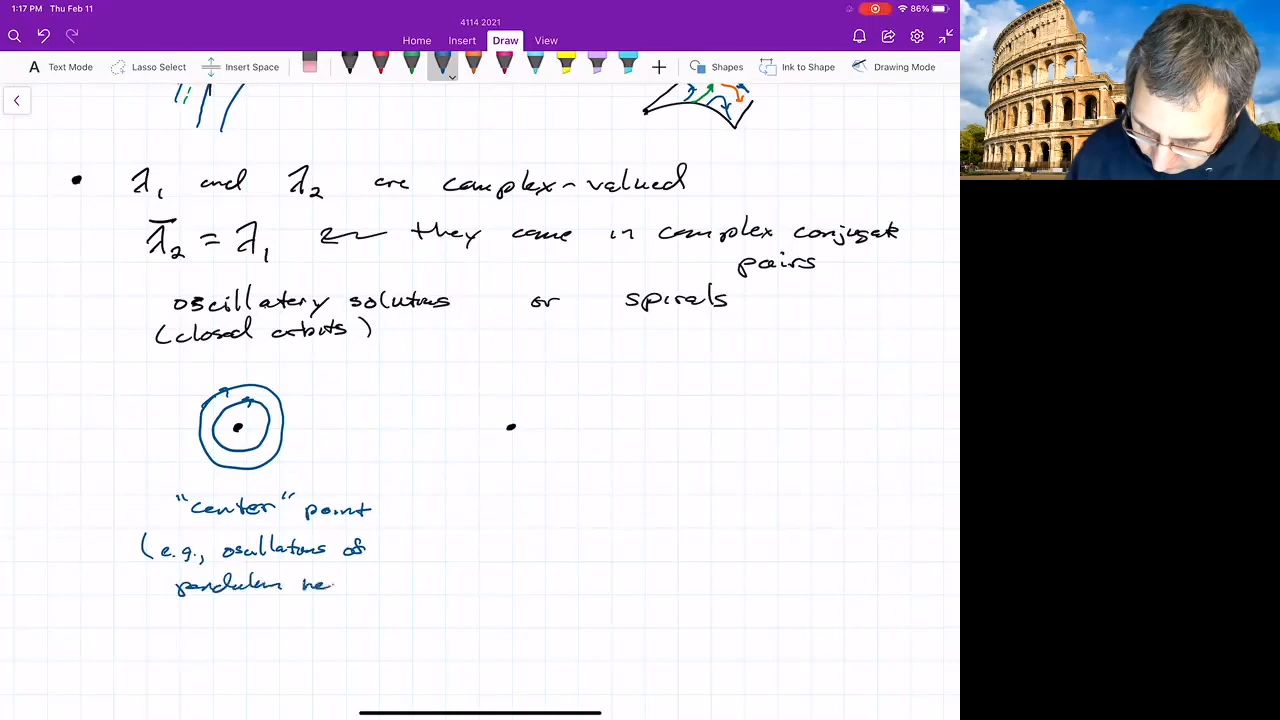 1:17 PM Thu Feb 11
86%
4114 2021
Home Insert Draw View
Text Mode Lasso Select Insert Space Shapes Ink to Shape Drawing Mode
• λ1 and λ2 are complex-valued
λ̄2 = λ1 ← they come in complex conjugate
pairs
oscillatory solutions or spirals
(closed orbits)
"center" point
(e.g., oscillations of
pendulum ne